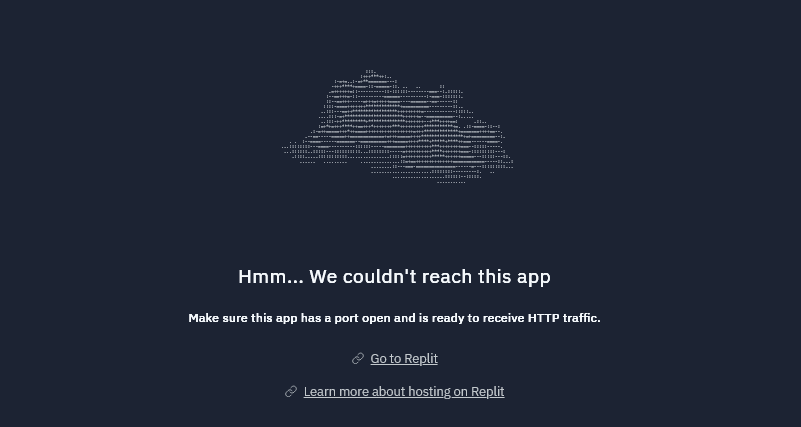 Hmm... We couldn't reach this app
Make sure this app has a port open and is ready to receive HTTP traffic.
Go to Replit
Learn more about hosting on Replit